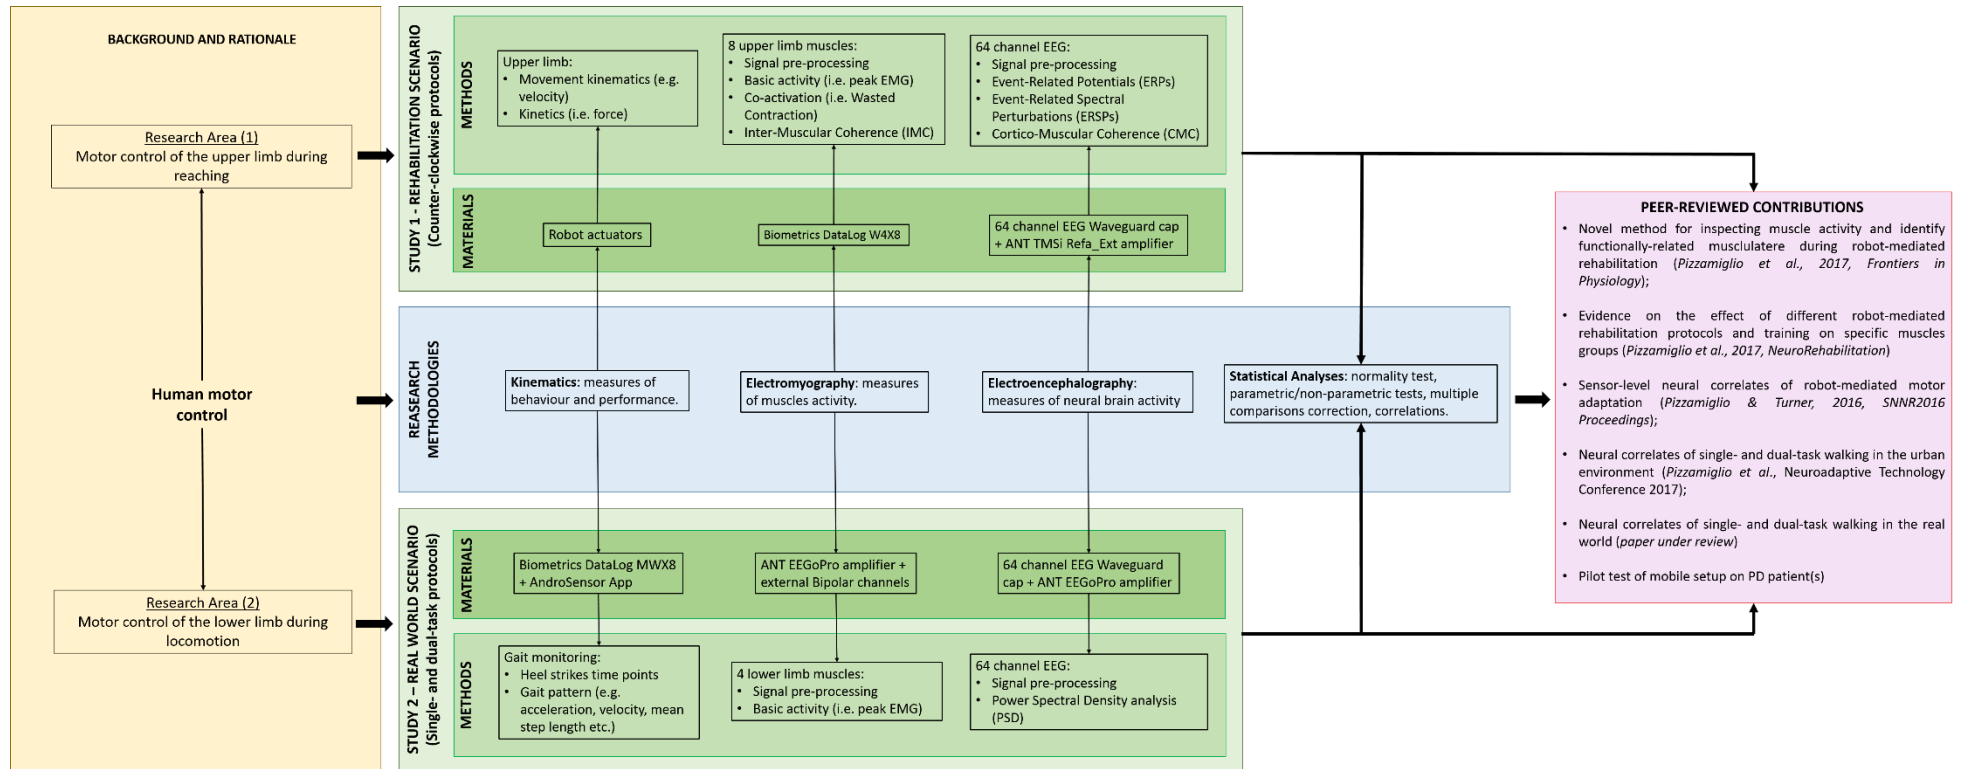 BACKGROUND AND RATIONALE
Research Area (1)
Motor control of the upper limb during
reaching
Human motor
control
Research Area (2)
Motor control of the lower limb during
locomotion
STUDY 1 - REHABILITATION SCENARIO
(Counter-clockwise protocols)
METHODS
Upper limb:
• Movement kinematics (e.g.
velocity)
• Kinetics (i.e. force)
8 upper limb muscles:
• Signal pre-processing
• Basic activity (i.e. peak EMG)
• Co-activation (i.e. Wasted
Contraction)
• Inter-Muscular Coherence (IMC)
64 channel EEG:
• Signal pre-processing
• Event-Related Potentials (ERPs)
• Event-Related Spectral
Perturbations (ERSPs)
• Cortico-Muscular Coherence (CMC)
MATERIALS
Robot actuators
Biometrics DataLog W4X8
64 channel EEG Waveguard cap
+ ANT TMSi Refa_Ext amplifier
REASEARCH
METHODOLOGIES
Kinematics: measures of
behaviour and performance.
Electromyography: measures
of muscles activity.
Electroencephalography:
measures of neural brain activity
Statistical Analyses: normality test,
parametric/non-parametric tests, multiple
comparisons correction, correlations.
STUDY 2 – REAL WORLD SCENARIO
(Single- and dual-task protocols)
MATERIALS
Biometrics DataLog MWX8
+ AndroSensor App
ANT EEGoPro amplifier +
external Bipolar channels
64 channel EEG Waveguard
cap + ANT EEGoPro amplifier
METHODS
Gait monitoring:
• Heel strikes time points
• Gait pattern (e.g.
acceleration, velocity, mean
step length etc.)
4 lower limb muscles:
• Signal pre-processing
• Basic activity (i.e. peak EMG)
64 channel EEG:
• Signal pre-processing
• Power Spectral Density analysis
(PSD)
PEER-REVIEWED CONTRIBUTIONS
• Novel method for inspecting muscle activity and identify
functionally-related musclulatere during robot-mediated
rehabilitation (Pizzamiglio et al., 2017, Frontiers in
Physiology);
• Evidence on the effect of different robot-mediated
rehabilitation protocols and training on specific muscles
groups (Pizzamiglio et al., 2017, NeuroRehabilitation)
• Sensor-level neural correlates of robot-mediated motor
adaptation (Pizzamiglio & Turner, 2016, SNNR2016
Proceedings);
• Neural correlates of single- and dual-task walking in the urban
environment (Pizzamiglio et al., Neuroadaptive Technology
Conference 2017);
• Neural correlates of single- and dual-task walking in the real
world (paper under review)
• Pilot test of mobile setup on PD patient(s)